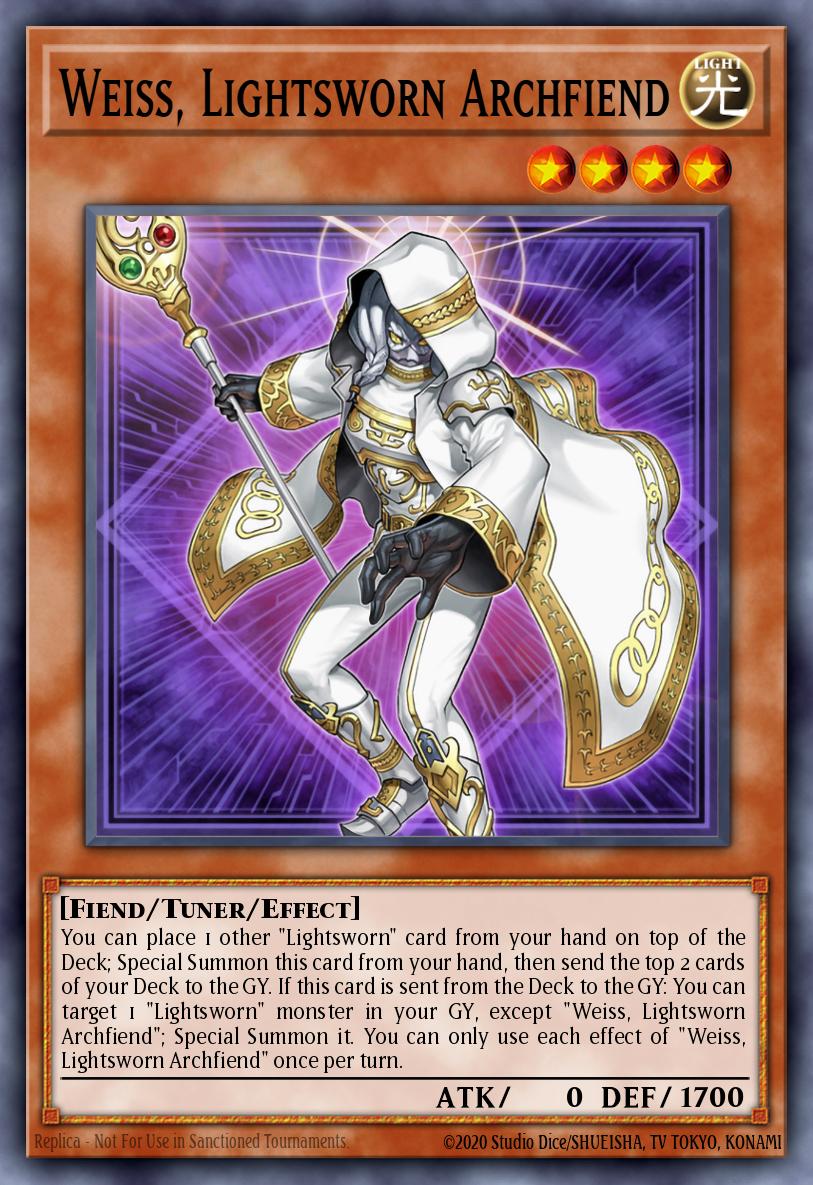 Weiss, Lightsworn Archfiend
LIGHT
光
[Fiend/Tuner/Effect]
You can place 1 other "Lightsworn" card from your hand on top of the
Deck; Special Summon this card from your hand, then send the top 2 cards
of your Deck to the GY. If this card is sent from the Deck to the GY: You can
target 1 "Lightsworn" monster in your GY, except "Weiss, Lightsworn
Archfiend"; Special Summon it. You can only use each effect of "Weiss,
Lightsworn Archfiend" once per turn.
ATK/ 0 DEF/ 1700
Replica - Not For Use in Sanctioned Tournaments.
©2020 Studio Dice/SHUEISHA, TV TOKYO, KONAMI